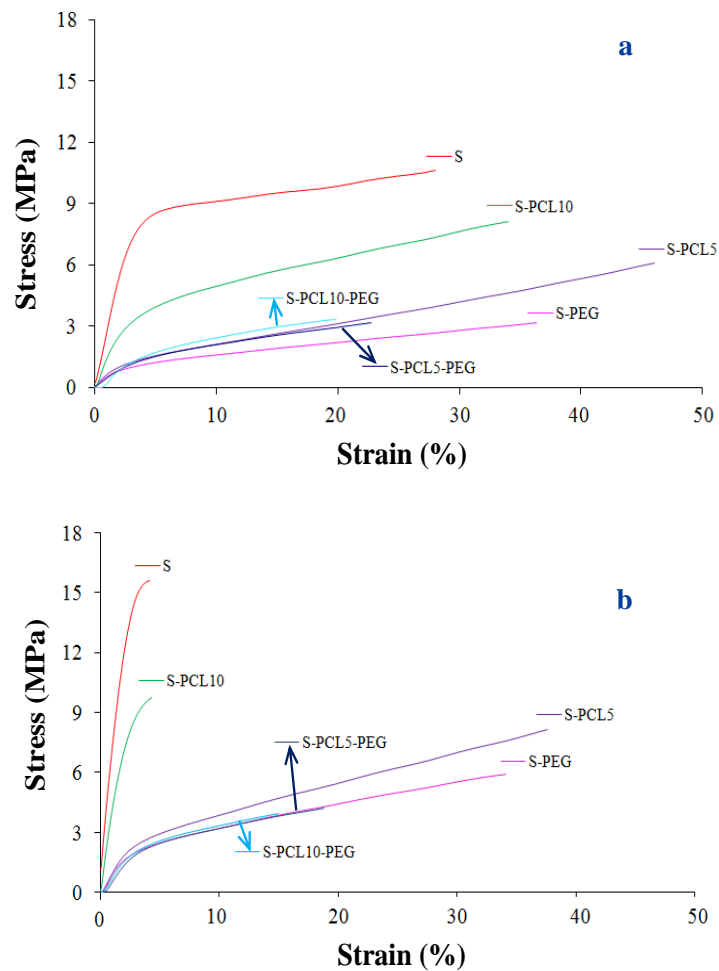 18
a
15
12
S
9
S-PCL10
S-PCL5
6
S-PCL10-PEG
S-PEG
3
S-PCL5-PEG
0
0 10 20 30 40 50
Stress (MPa)
Strain (%)
18
S
b
15
12
S-PCL10
9
S-PCL5
S-PCL5-PEG
S-PEG
6
3
S-PCL10-PEG
0
0 10 20 30 40 50
Stress (MPa)
Strain (%)